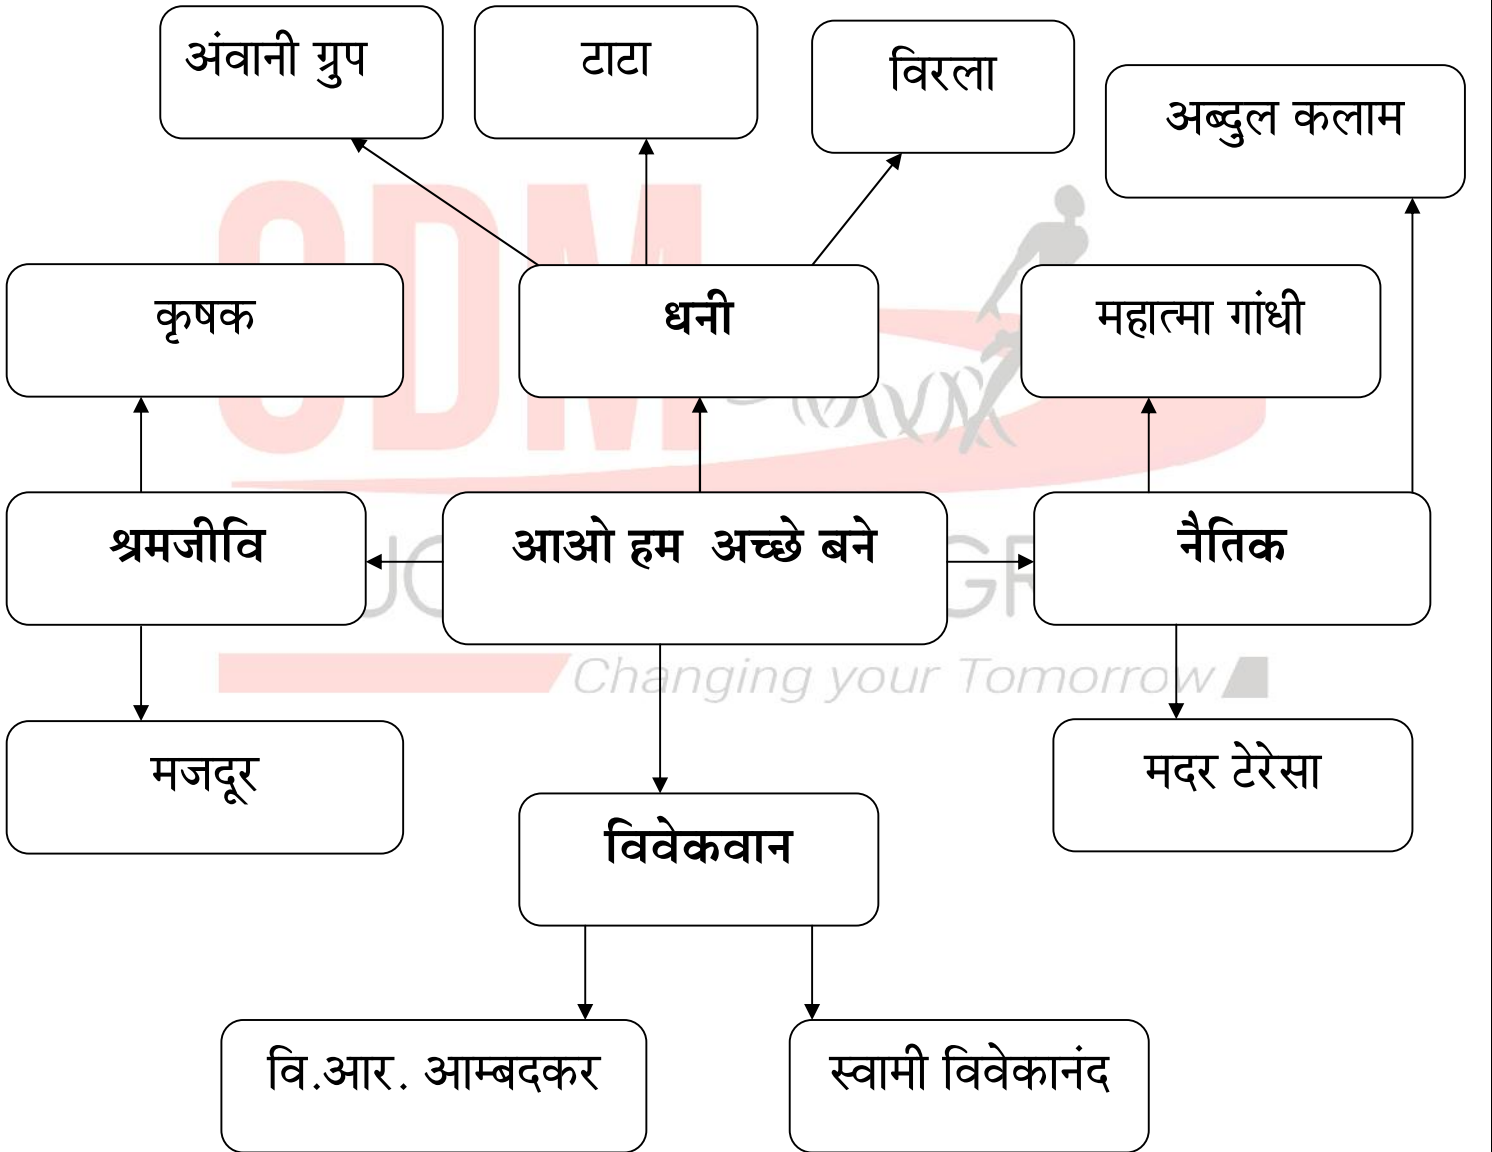 अंवानी ग्रुप
टाटा
विरला
अब्दुल कलाम
कृषक
धनी
महात्मा गांधी
श्रमजीवि
आओ हम अच्छे बने
नैतिक
Changing your Tomorrow
मजदूर
मदर टेरेसा
विवेकवान
वि.आर. आम्बदकर
स्वामी विवेकानंद